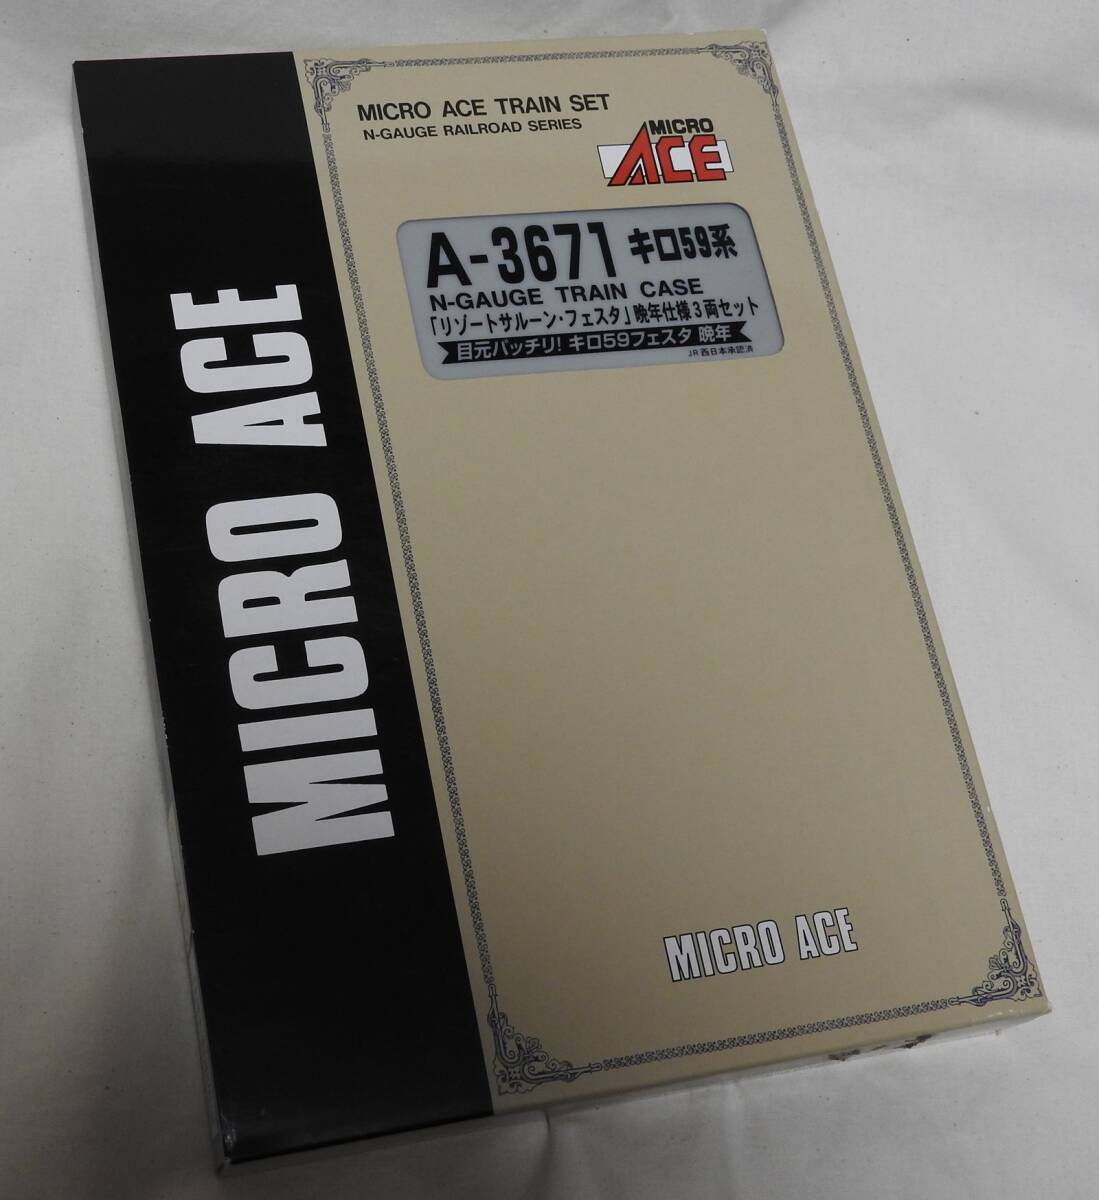 MICRO ACE
MICRO ACE TRAIN SET
N-GAUGE RAILROAD SERIES
MICRO
ACE
A-3671 キロ59系
N-GAUGE TRAIN CASE
「リゾートサルーン・フェスタ」晩年仕様3両セット
目元パッチリ!キロ59フェスタ 晩年
JR西日本承認済
MICRO ACE